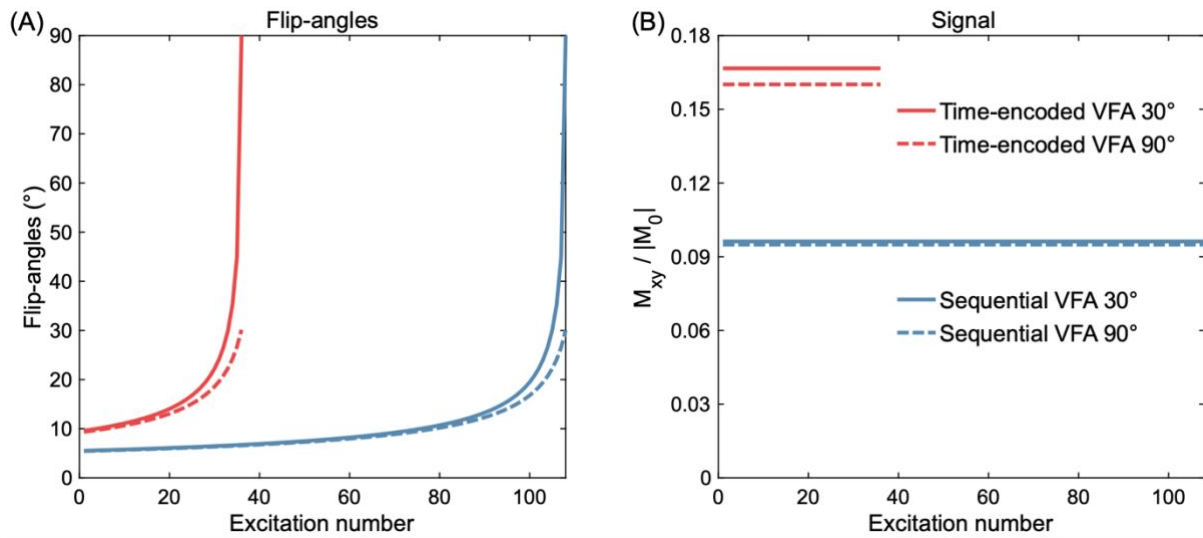 (A)
Flip-angles
90
80
70
60
50
40
30
20
10
0
Flip-angles (°)
0
20
40
60
80
100
Excitation number
(B)
Signal
0.18
0.15
0.12
0.09
0.06
0.03
0
M_xy / |M_0|
Time-encoded VFA 30°
Time-encoded VFA 90°
Sequential VFA 30°
Sequential VFA 90°
0
20
40
60
80
100
Excitation number